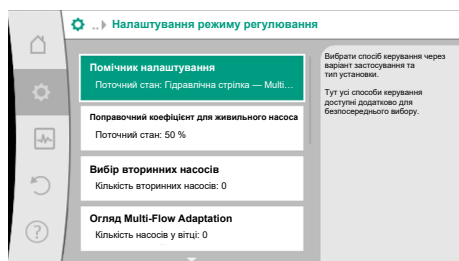 ..▸ Налаштування режиму регулювання
Помічник налаштування
Поточний стан: Гідравлічна стрілка — Multi...
Поправочний коефіцієнт для живильного насоса
Поточний стан: 50 %
Вибір вторинних насосів
Кількість вторинних насосів: 0
Огляд Multi-Flow Adaptation
Кількість насосів у вітці: 0
Вибрати спосіб керування через
варіант застосування та
тип установки.
Тут усі способи керування
доступні додатково для
безпосереднього вибору.